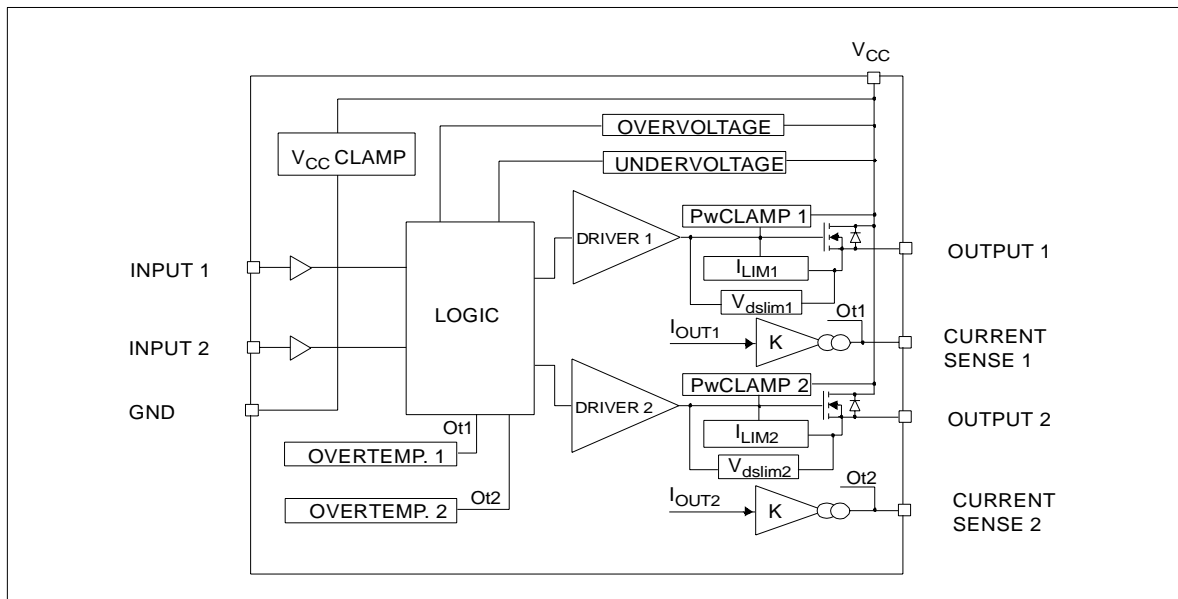 VCC
OVERVOLTAGE
VCC CLAMP
UNDERVOLTAGE
PwCLAMP 1
DRIVER 1
OUTPUT 1
INPUT 1
ILIM1
Vdslim1
LOGIC
Ot1
IOUT1
K
CURRENT
SENSE 1
INPUT 2
PwCLAMP 2
DRIVER 2
GND
OUTPUT 2
Ot1
ILIM2
OVERTEMP. 1
Vdslim2
Ot2
Ot2
IOUT2
OVERTEMP. 2
K
CURRENT
SENSE 2